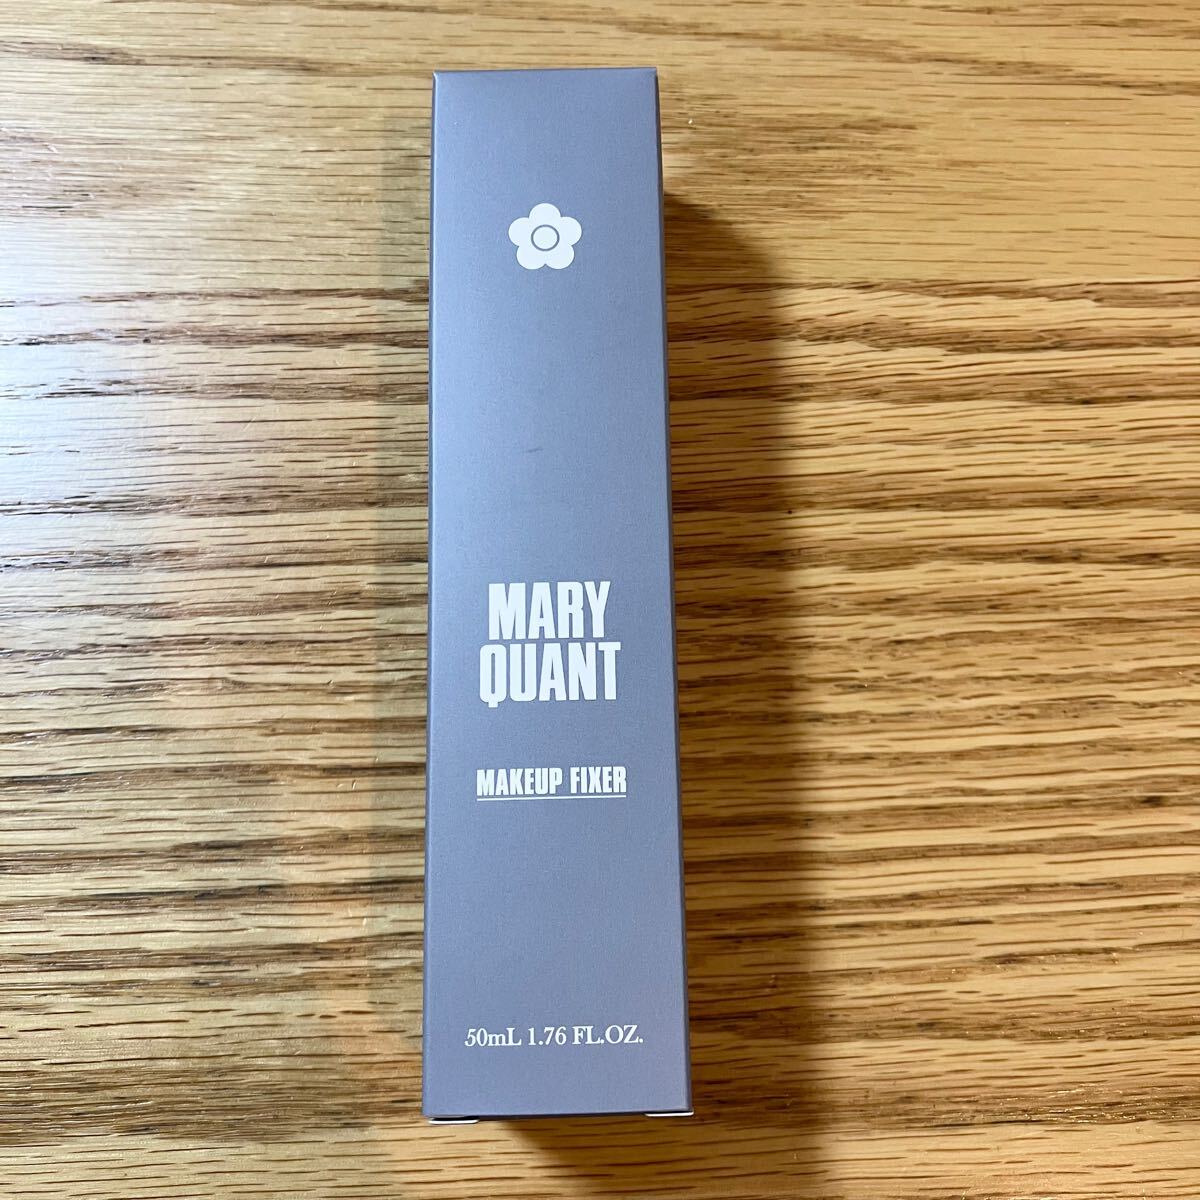 MARY
QUANT
MAKEUP FIXER
50mL 1.76 FL.OZ.